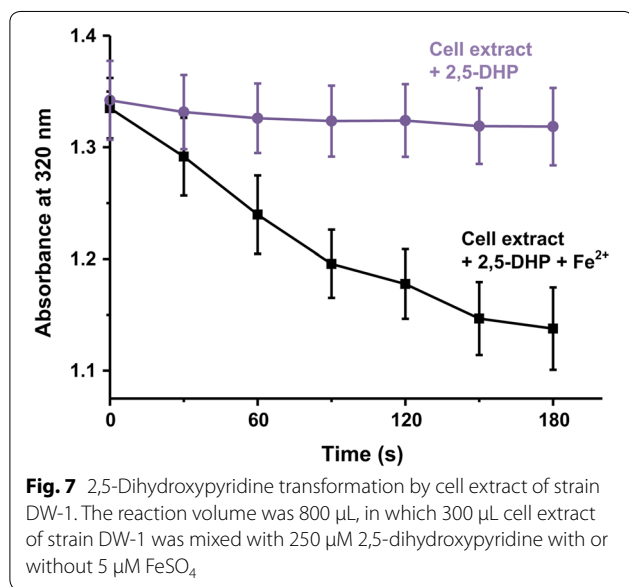 1.4
Cell extract
+ 2,5-DHP
1.3
Absorbance at 320 nm
Cell extract
+ 2,5-DHP + Fe²⁺
1.2
1.1
0 60 120 180
Time (s)
Fig. 7 2,5-Dihydroxypyridine transformation by cell extract of strain
DW-1. The reaction volume was 800 μL, in which 300 μL cell extract
of strain DW-1 was mixed with 250 μM 2,5-dihydroxypyridine with or
without 5 μM FeSO₄